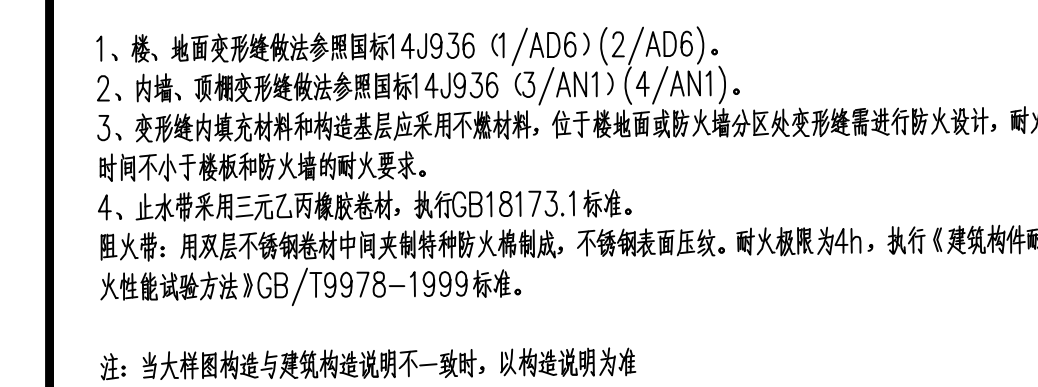 1、楼、地面变形缝做法参照国标14J936（1/AD6）(2/AD6)。
2、内墙、顶棚变形缝做法参照国标14J936（3/AN1）(4/AN1)。
3、变形缝内填充材料和构造基层应采用不燃材料，位于楼地面或防火墙分区处变形缝需进行防火设计，耐火
时间不小于楼板和防火墙的耐火要求。
4、止水带采用三元乙丙橡胶卷材，执行GB18173.1标准。
阻火带：用双层不锈钢卷材中间夹制特种防火棉制成，不锈钢表面压纹。耐火极限为4h，执行《建筑构件耐
火性能试验方法》GB/T9978-1999标准。
注：当大样图构造与建筑构造说明不一致时，以构造说明为准